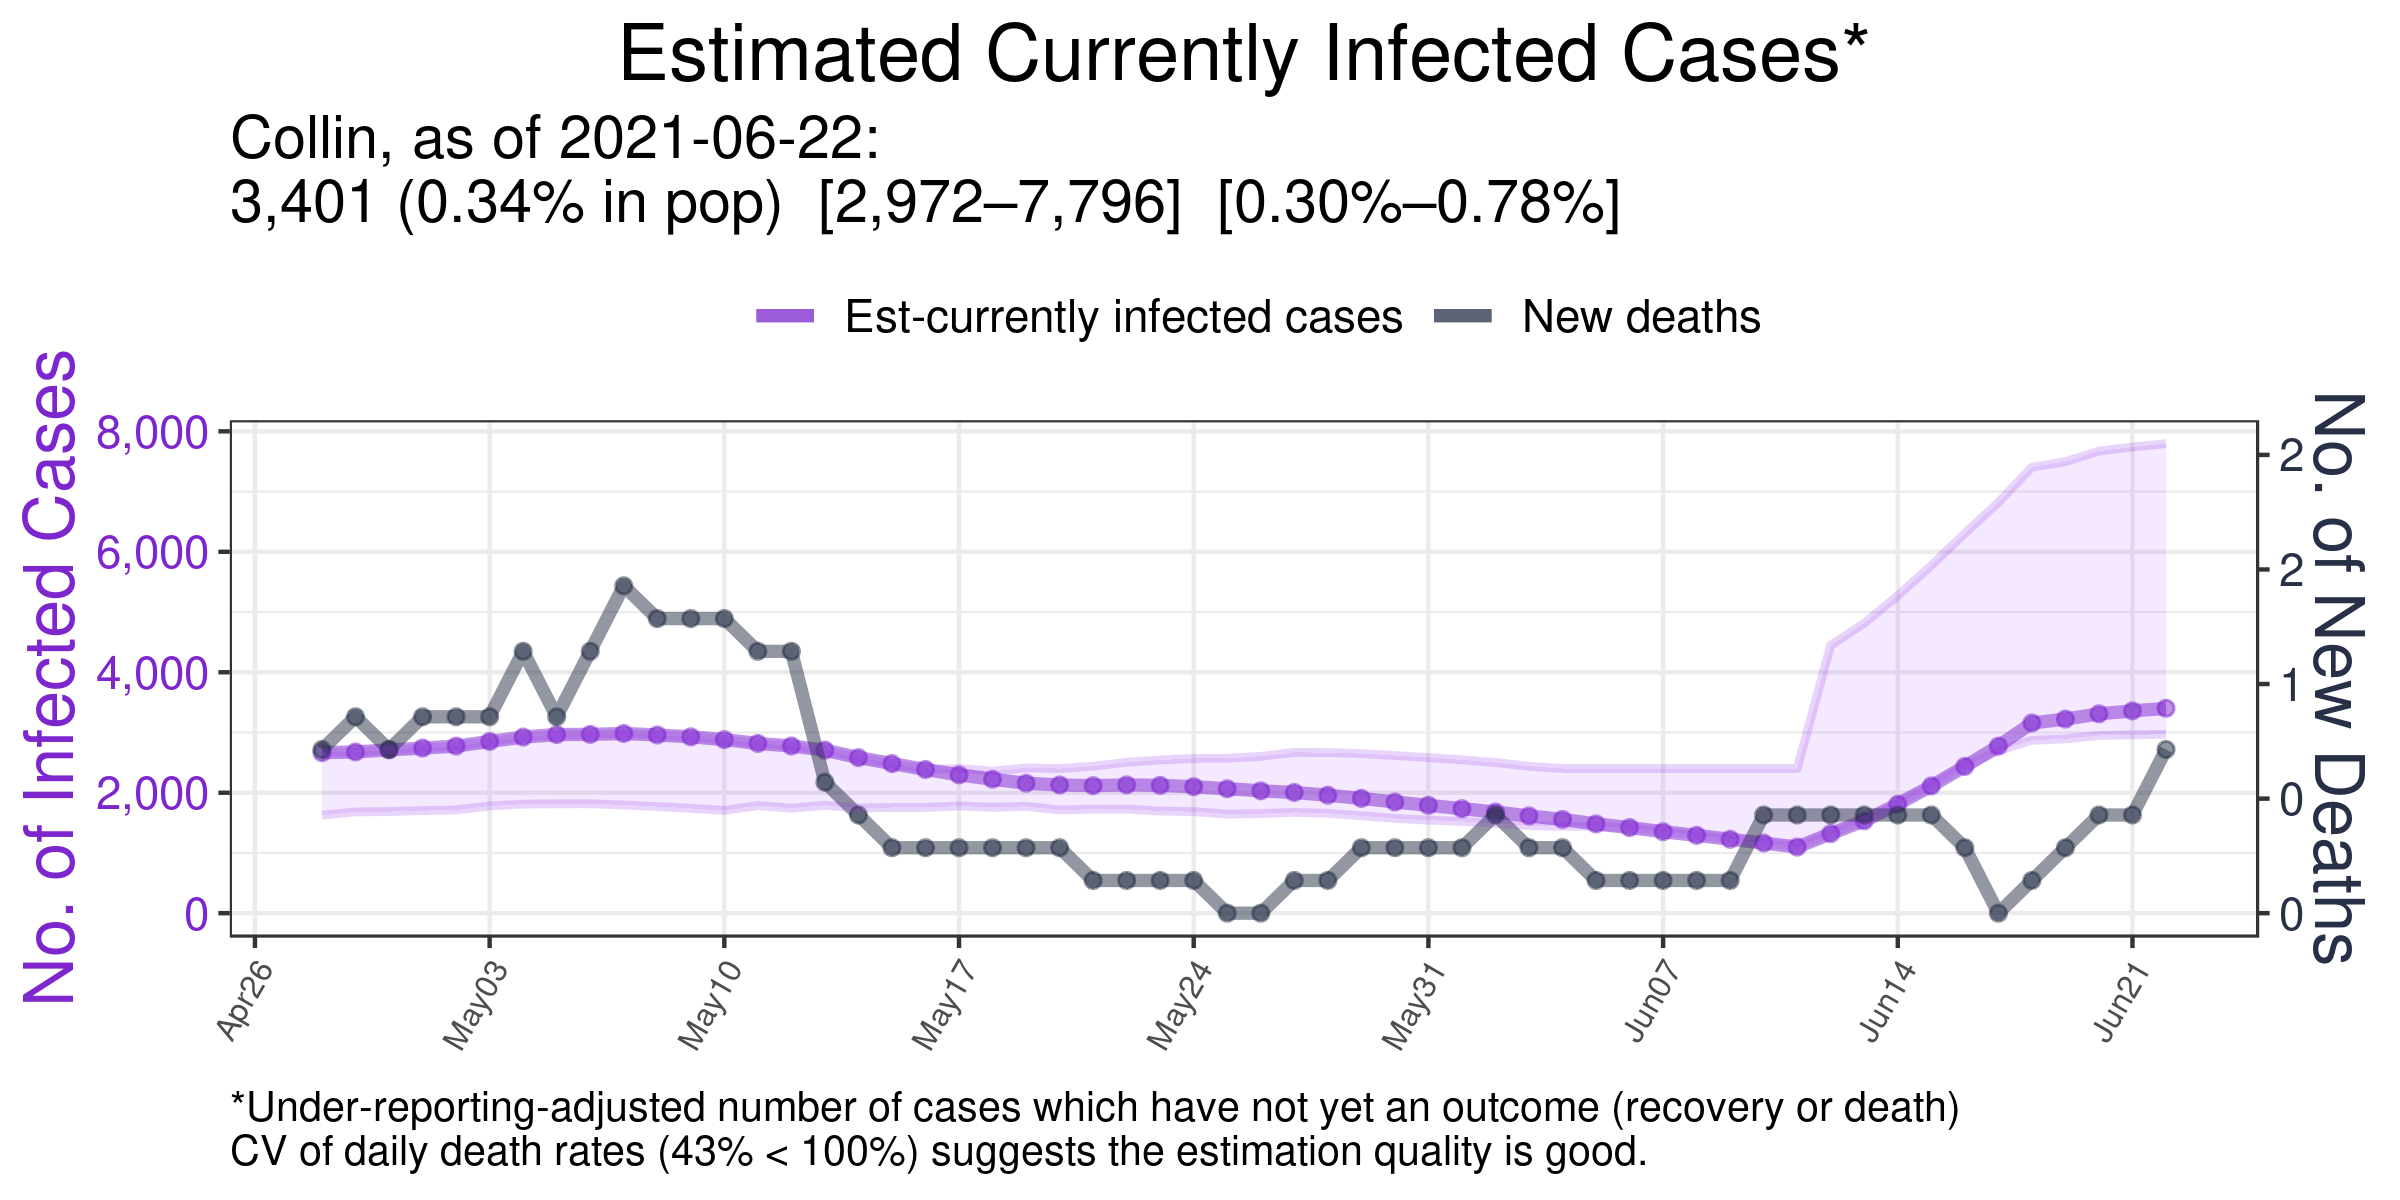 Estimated Currently Infected Cases*
Collin, as of 2021-06-22:
3,401 (0.34% in pop)  [2,972–7,796]  [0.30%–0.78%]
Est-currently infected cases
New deaths
No. of Infected Cases
8,000
6,000
4,000
2,000
0
No. of New Deaths
2
2
1
0
0
Apr26
May03
May10
May17
May24
May31
Jun07
Jun14
Jun21
*Under-reporting-adjusted number of cases which have not yet an outcome (recovery or death)
CV of daily death rates (43% < 100%) suggests the estimation quality is good.